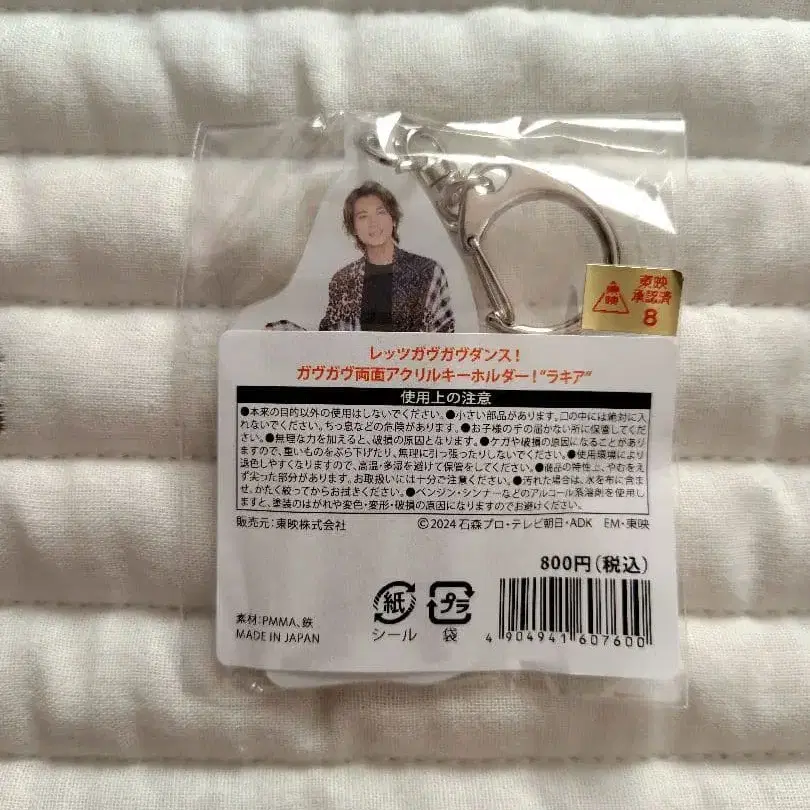 東映
東映
承認済
8
レッツガヴガヴダンス!
ガヴガヴ両面アクリルキーホルダー!"ラキア"
使用上の注意
●本来の目的以外の使用はしないでください。●小さい部品があります。口の中には絶対に入
れないでください。ちっ息などの危険があります。●お子様の手の届かない所に保管してくださ
い。●無理な力を加えると、破損の原因となります。●ケガや破損の原因になることがあり
ますので、重いものをぶら下げたり、無理に引っ張ったりしないでください。●使用環境により
退色しやすくなりますので、高温・多湿を避けて保管をしてください。●商品の特性上、やむをえ
ず尖った部分があります。お取扱いには十分ご注意ください。●汚れた場合は、水を布に含ま
せ、かたく絞ってからお拭きください。●ベンジン・シンナーなどのアルコール系溶剤を使用し
ますと、塗装のはがれや変色・変形・破損の原因になりますのでお避けください。
販売元:東映株式会社
©2024 石森プロ・テレビ朝日・ADK EM・東映
800円(税込)
紙
シール
プラ
袋
素材:PMMA、鉄
MADE IN JAPAN
4 904941 607600